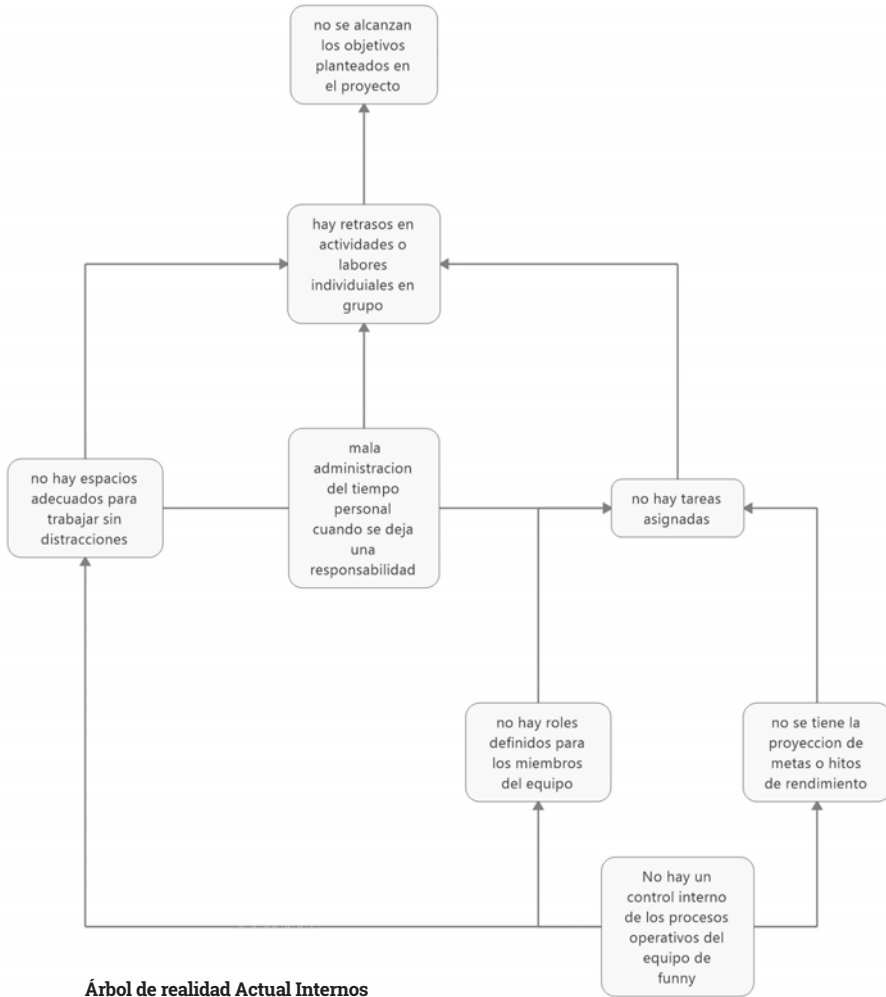 no se alcanzan
los objetivos
planteados en
el proyecto
hay retrasos en
actividades o
labores
individuiales en
grupo
no hay espacios
adecuados para
trabajar sin
distracciones
mala
administracion
del tiempo
personal
cuando se deja
una
responsabilidad
no hay tareas
asignadas
no hay roles
definidos para
los miembros
del equipo
no se tiene la
proyeccion de
metas o hitos
de rendimiento
No hay un
control interno
de los procesos
operativos del
equipo de
funny
Árbol de realidad Actual Internos